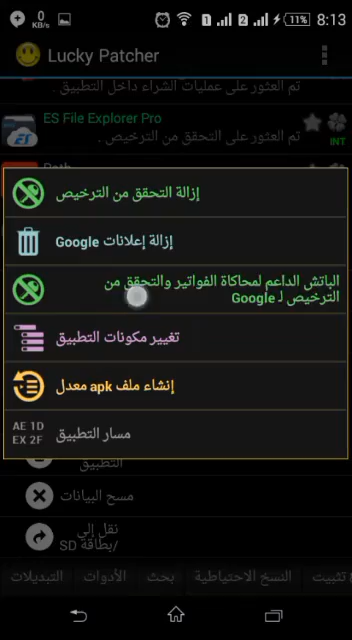 0
KB/s
1
2
11%
8:13
Lucky Patcher
تم العثور على عمليات الشراء داخل التطبيق .
ES File Explorer Pro
تم العثور على التحقق من الترخيص .
INT
إزالة التحقق من الترخيص
إزالة إعلانات Google
الباتش الداعم لمحاكاة الفواتير والتحقق من
الترخيص لـ Google
تغيير مكونات التطبيق
إنشاء ملف apk معدل
AE 1D
EX 2F
مسار التطبيق
التطبيق
مسح البيانات
نقل إلى
/بطاقة SD
تثبيت
النسخ الاحتياطية
بحث
الأدوات
التبديلات